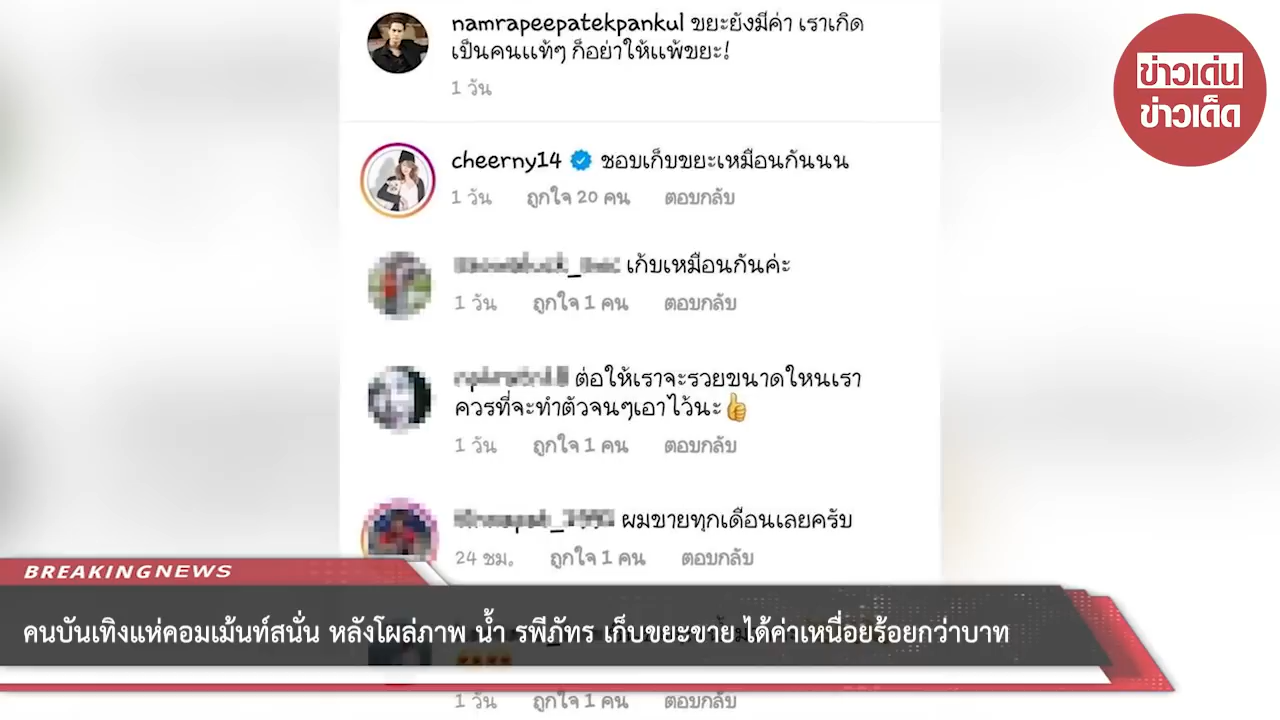 namrapeepatekpankul ขยะยังมีค่า เราเกิด
เป็นคนแท้ๆ ก็อย่าให้แพ้ขยะ!
1 วัน
ข่าวเด่น
ข่าวเด็ด
cheerny14 ชอบเก็บขยะเหมือนกันนน
1 วัน ถูกใจ 20 คน ตอบกลับ
เก้บเหมือนกันค่ะ
1 วัน ถูกใจ 1 คน ตอบกลับ
ต่อให้เราจะรวยขนาดใหนเรา
ควรที่จะทำตัวจนๆเอาไว้นะ👍
1 วัน ถูกใจ 1 คน ตอบกลับ
ผมขายทุกเดือนเลยครับ
24 ชม. ถูกใจ 1 คน ตอบกลับ
BREAKINGNEWS
คนบันเทิงแห่คอมเม้นท์สนั่น หลังโผล่ภาพ น้ำ รพีภัทร เก็บขยะขาย ได้ค่าเหนื่อยร้อยกว่าบาท
1 วัน ถูกใจ 1 คน ตอบกลับ